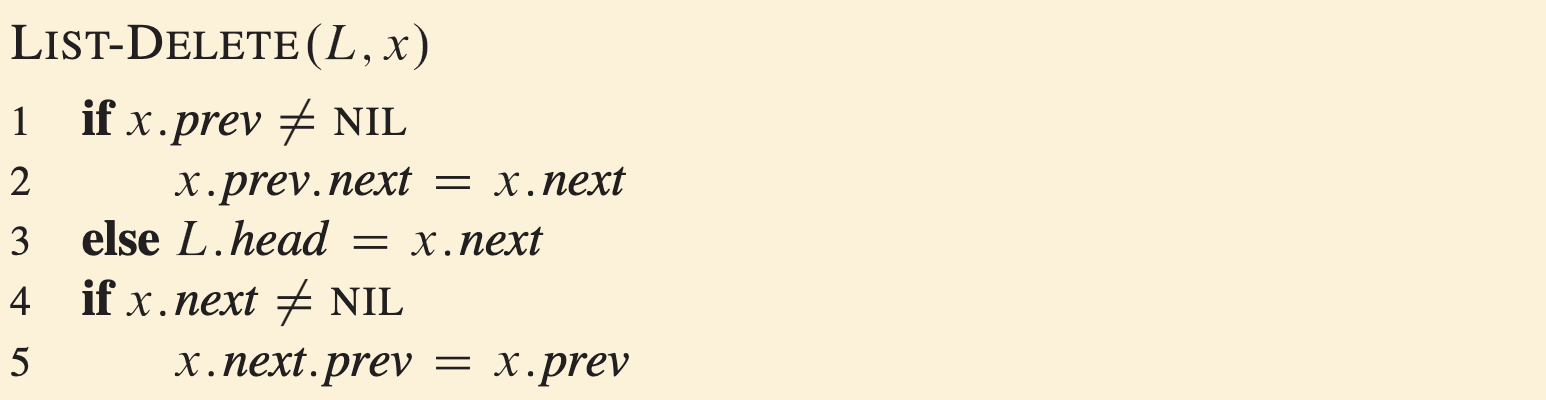 LIST-DELETE(L, x)
1 if x.prev ≠ NIL
2 x.prev.next = x.next
3 else L.head = x.next
4 if x.next ≠ NIL
5 x.next.prev = x.prev